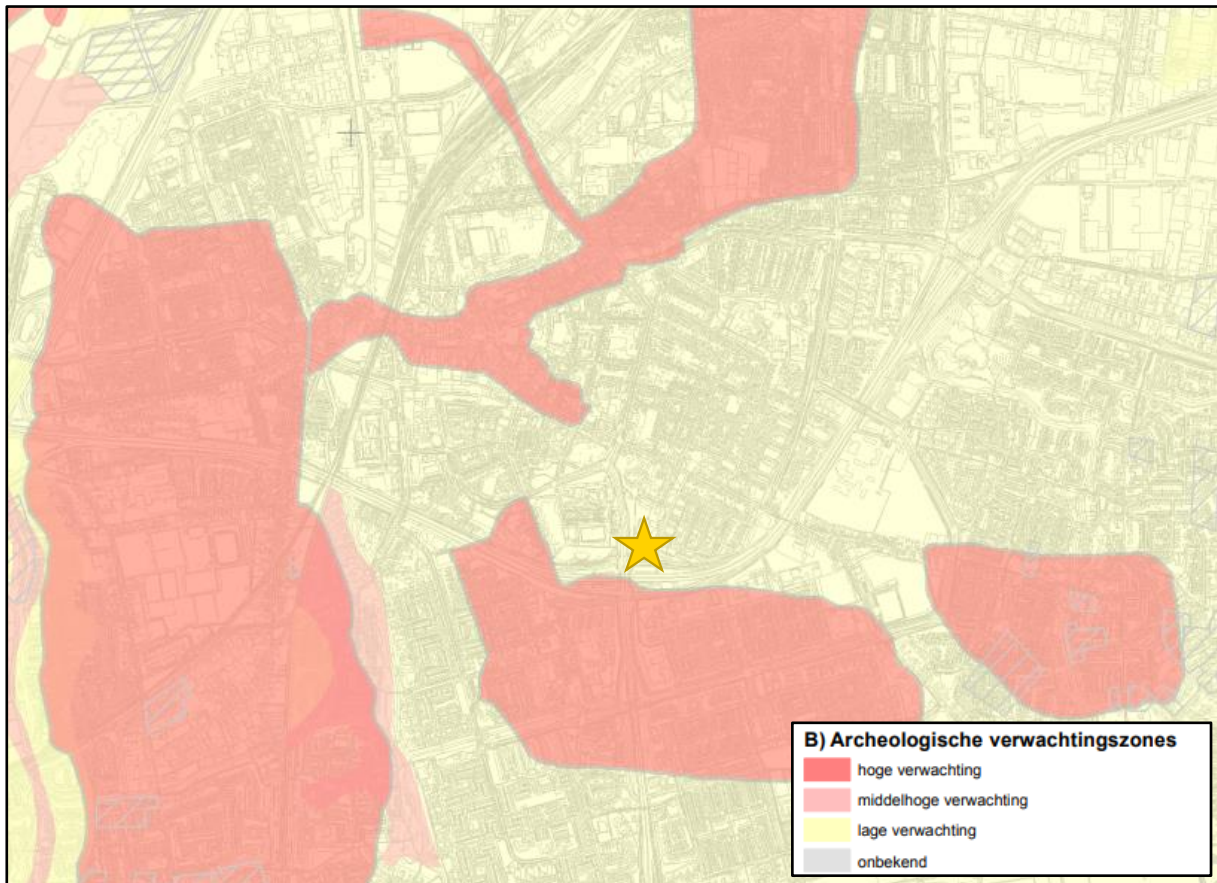 B) Archeologische verwachtingszones
hoge verwachting
middelhoge verwachting
lage verwachting
onbekend